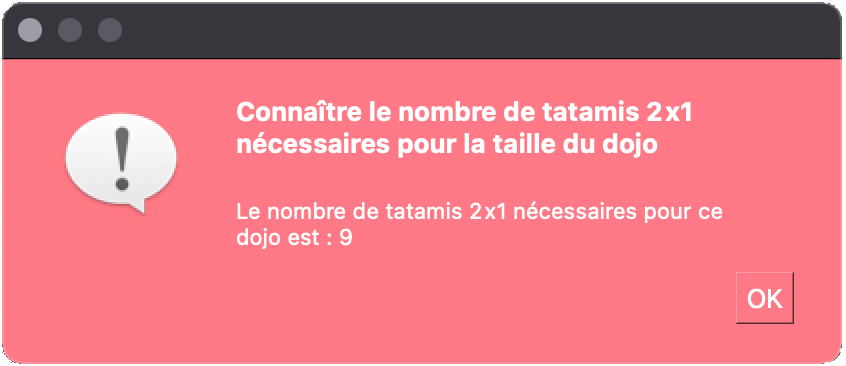 Connaître le nombre de tatamis 2x1
nécessaires pour la taille du dojo
Le nombre de tatamis 2x1 nécessaires pour ce
dojo est : 9
OK